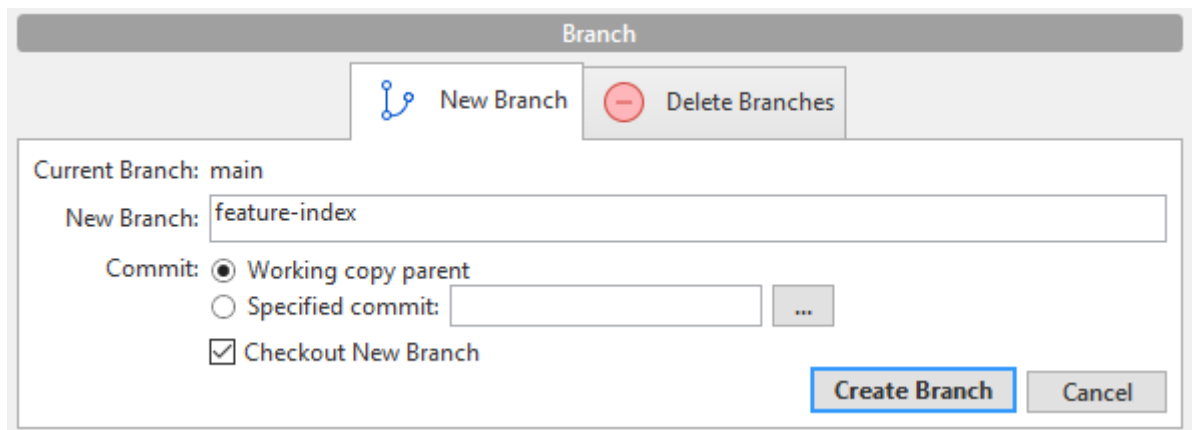 Branch
New Branch Delete Branches
Current Branch: main
New Branch: feature-index
Commit: Working copy parent
Specified commit: ...
Checkout New Branch
Create Branch Cancel